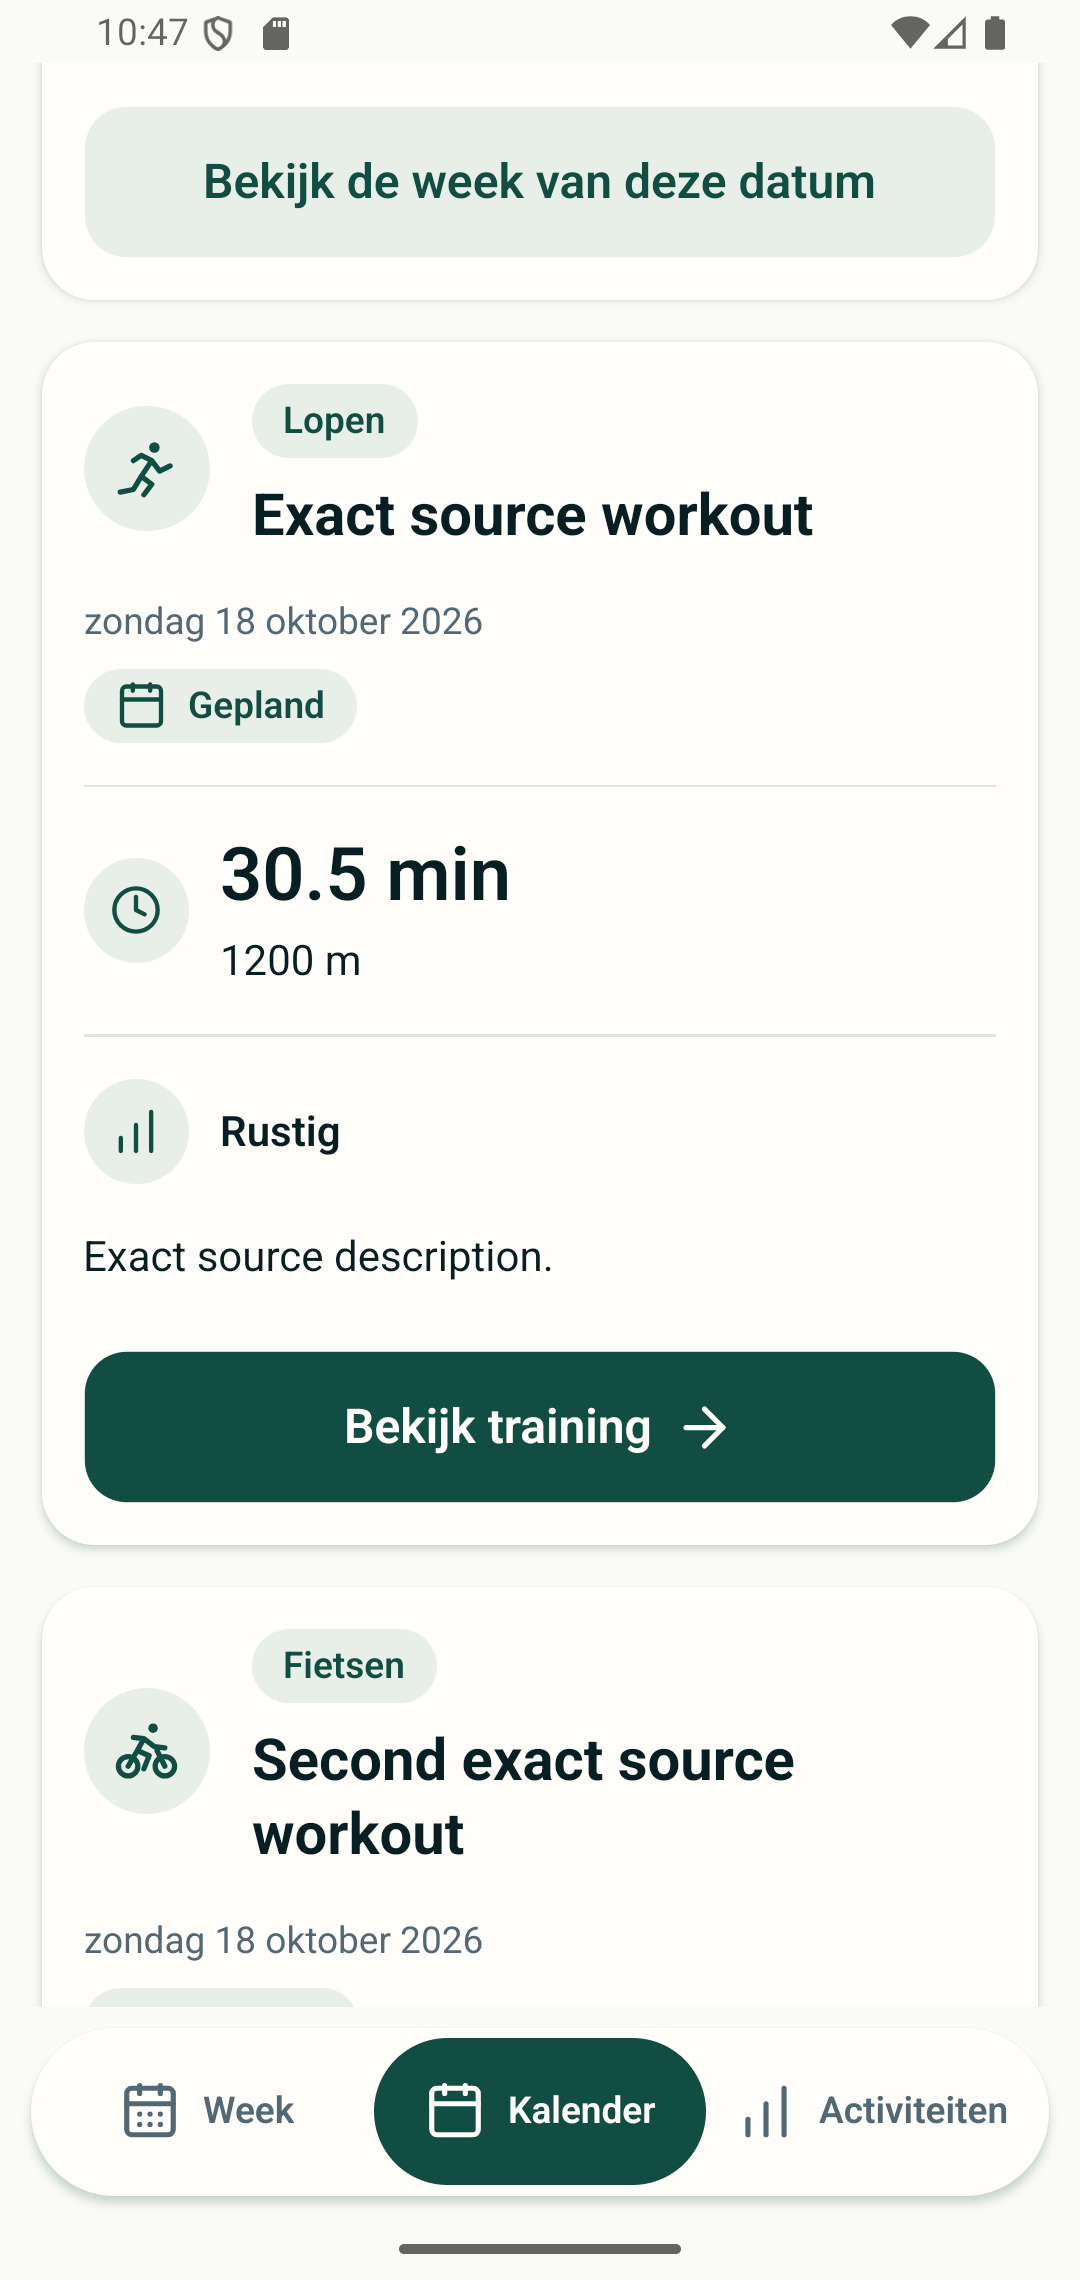 10:47
Bekijk de week van deze datum
Lopen
Exact source workout
zondag 18 oktober 2026
Gepland
30.5 min
1200 m
Rustig
Exact source description.
Bekijk training
Fietsen
Second exact source
workout
zondag 18 oktober 2026
Week
Kalender
Activiteiten